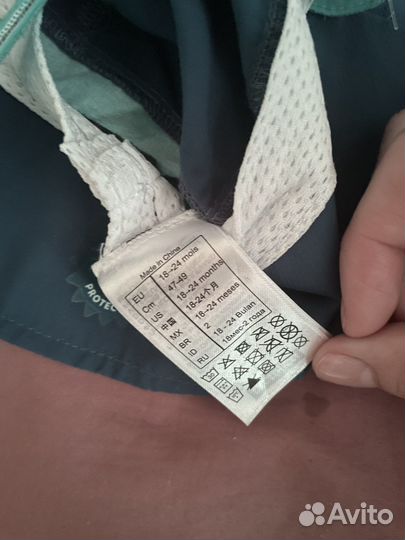 Made in China
EU 18→24 mois
Cm 47-49
US 18→24 months
中国 18-24个月
MX 18→24 meses
BR 2
ID 18→24 Bulan
RU 18мес-2 года
PROTEC
Avito